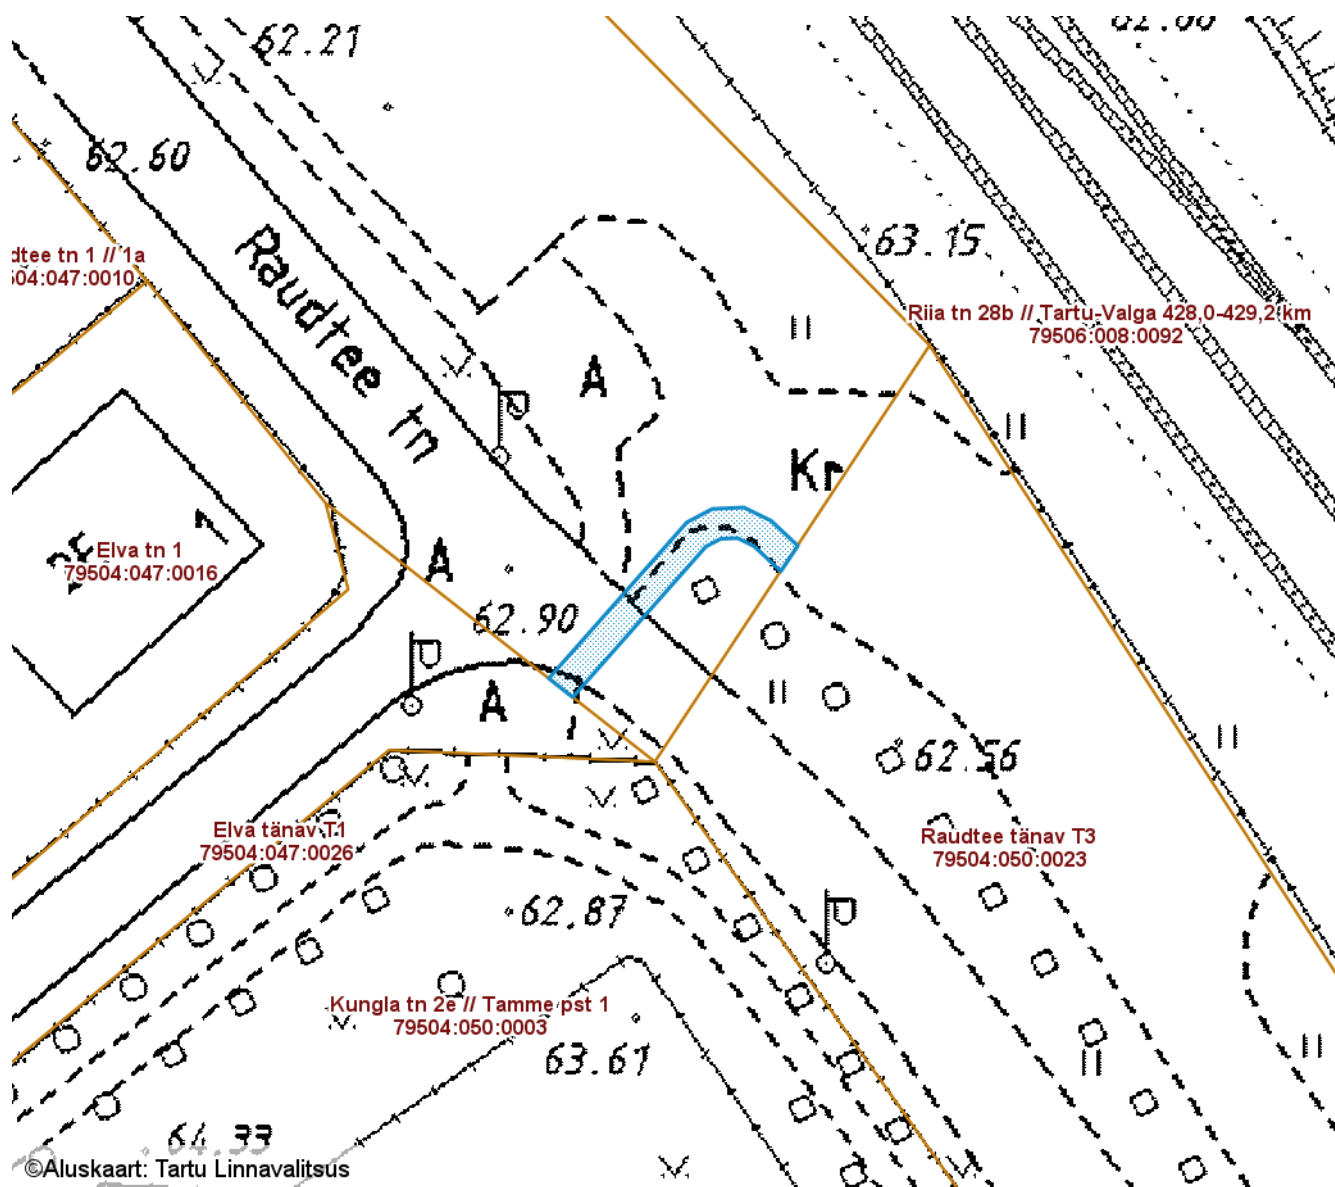 62.21
62.60
Raudtee tn
dtee tn 1 // 1a
504:047:0010
63.15
Riia tn 28b // Tartu-Valga 428,0-429,2 km
79506:008:0092
A
Kr
1
Elva tn 1
79504:047:0016
A
62.90
A
62.56
Elva tänav T1
79504:047:0026
Raudtee tänav T3
79504:050:0023
62.87
Kungla tn 2e // Tamme pst 1
79504:050:0003
63.61
64.33
©Aluskaart: Tartu Linnavalitsus